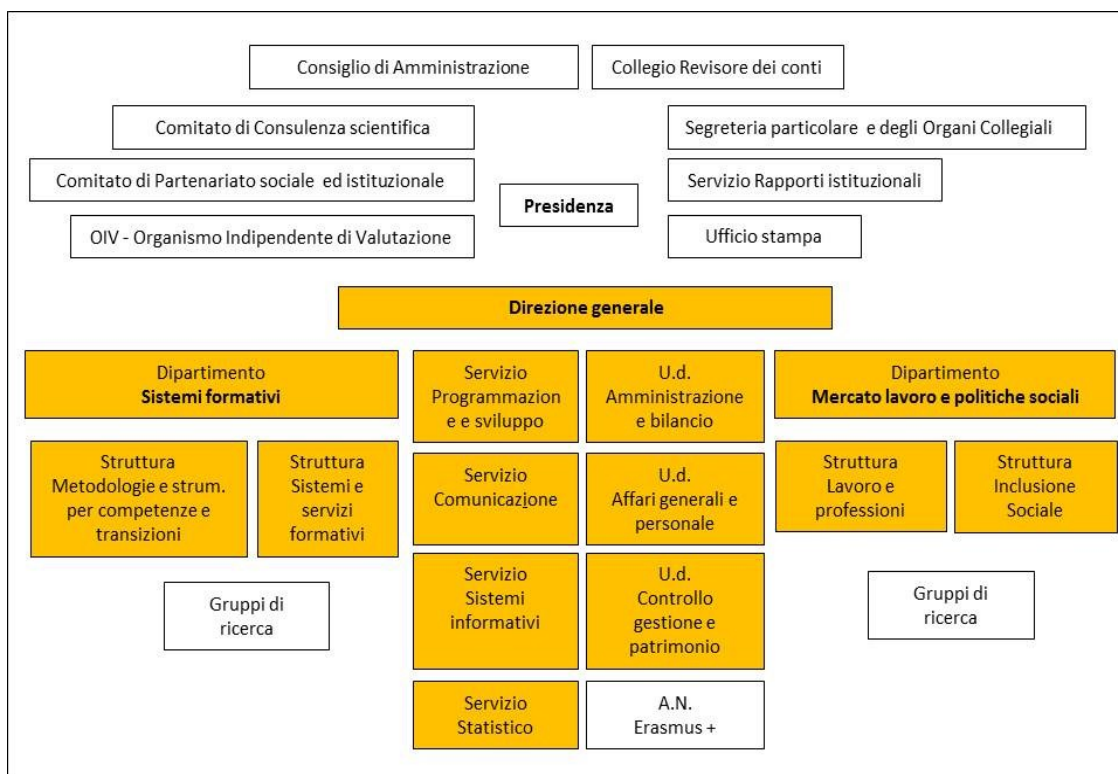 Consiglio di Amministrazione
Collegio Revisore dei conti
Comitato di Consulenza scientifica
Segreteria particolare e degli Organi Collegiali
Comitato di Partenariato sociale ed istituzionale
Servizio Rapporti istituzionali
Presidenza
OIV - Organismo Indipendente di Valutazione
Ufficio stampa
Direzione generale
Dipartimento
Sistemi formativi
Servizio
Programmazion
e e sviluppo
U.d.
Amministrazione
e bilancio
Dipartimento
Mercato lavoro e politiche sociali
Struttura
Metodologie e strum.
per competenze e
transizioni
Struttura
Sistemi e
servizi
formativi
Servizio
Comunicazione
U.d.
Affari generali e
personale
Struttura
Lavoro e
professioni
Struttura
Inclusione
Sociale
Gruppi di
ricerca
Servizio
Sistemi
informativi
U.d.
Controllo
gestione e
patrimonio
Gruppi di
ricerca
Servizio
Statistico
A.N.
Erasmus +